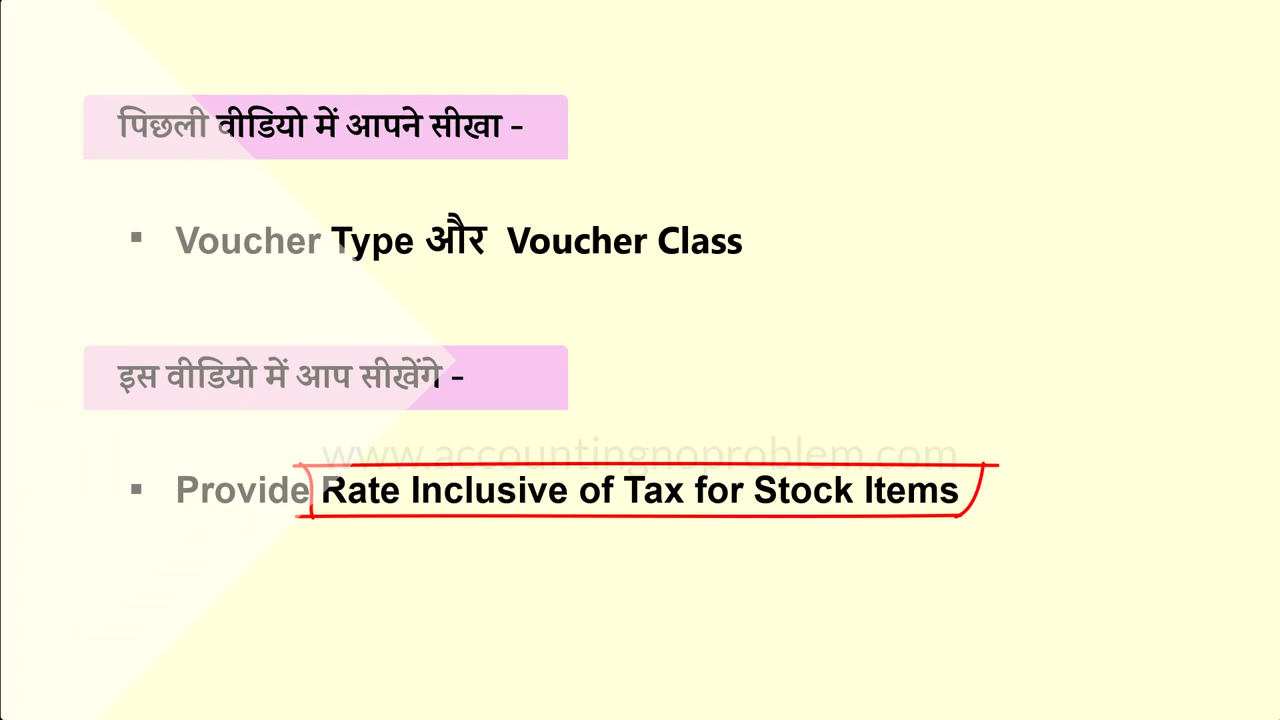 पिछली वीडियो में आपने सीखा -
▪ Voucher Type और Voucher Class
इस वीडियो में आप सीखेंगे -
www.accountingnoproblem.com
▪ Provide Rate Inclusive of Tax for Stock Items